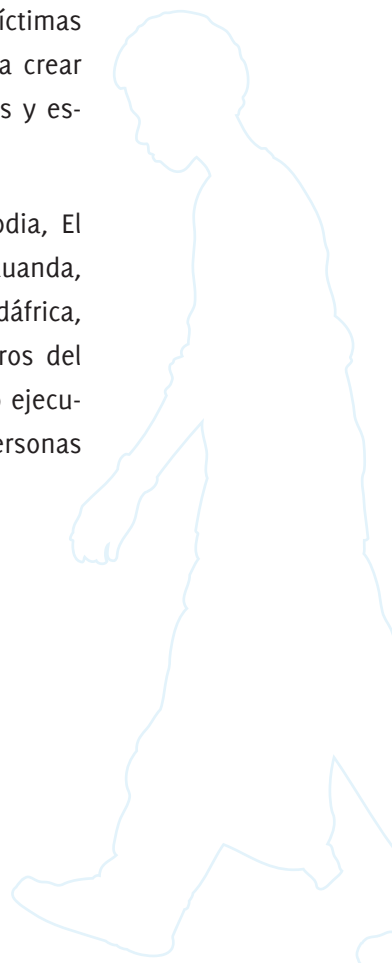 íctimas
a crear
s y es-
odia, El
uanda,
dáfrica,
ros del
ejecu-
ersonas